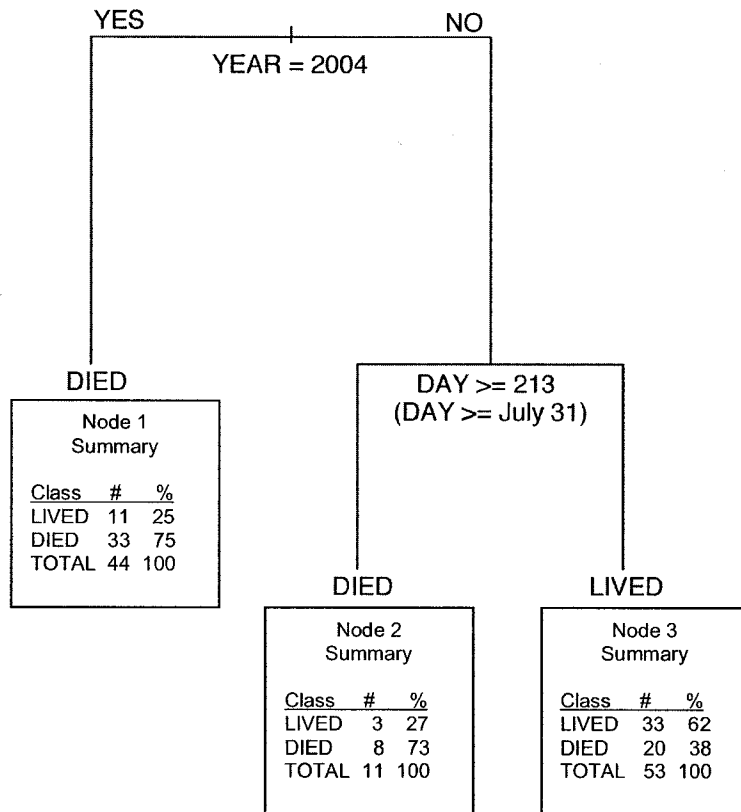 YES NO
YEAR = 2004
DIED
Node 1
Summary
Class # %
LIVED 11 25
DIED 33 75
TOTAL 44 100
DAY >= 213
(DAY >= July 31)
DIED
Node 2
Summary
Class # %
LIVED 3 27
DIED 8 73
TOTAL 11 100
LIVED
Node 3
Summary
Class # %
LIVED 33 62
DIED 20 38
TOTAL 53 100